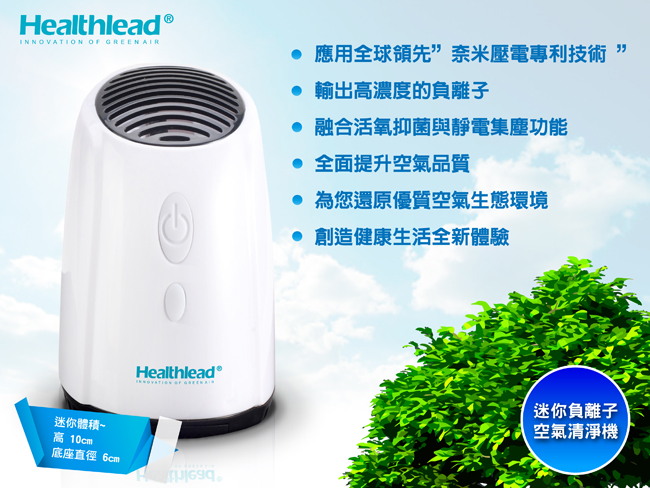 Healthlead®
INNOVATION OF GREENAIR
應用全球領先”奈米壓電專利技術 ”
輸出高濃度的負離子
融合活氧抑菌與靜電集塵功能
全面提升空氣品質
為您還原優質空氣生態環境
創造健康生活全新體驗
Healthlead®
INNOVATION OF GREENAIR
迷你體積~
高 10cm
底座直徑 6cm
迷你負離子
空氣清淨機